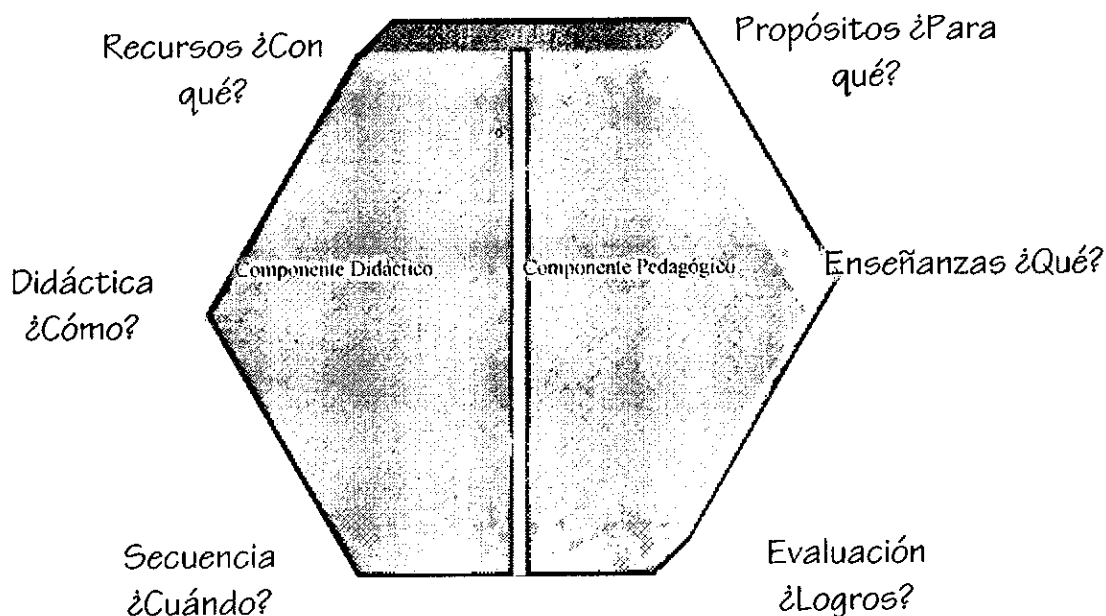 Recursos ¿Con
qué?
Propósitos ¿Para
qué?
Didáctica
¿Cómo?
Componente Didáctico
Componente Pedagógico
Enseñanzas ¿Qué?
Secuencia
¿Cuándo?
Evaluación
¿Logros?